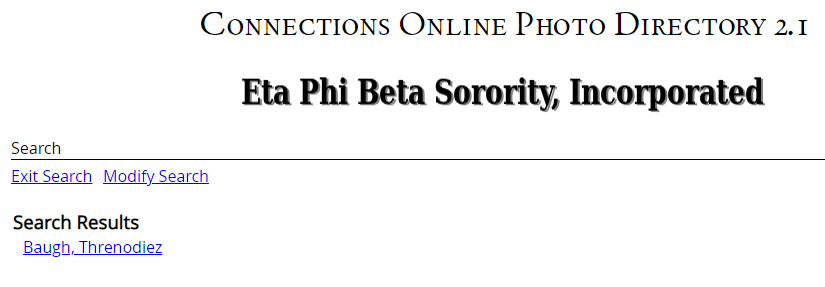 Connections Online Photo Directory 2.1
Eta Phi Beta Sorority, Incorporated
Search
Exit Search Modify Search
Search Results
Baugh, Threnodiez